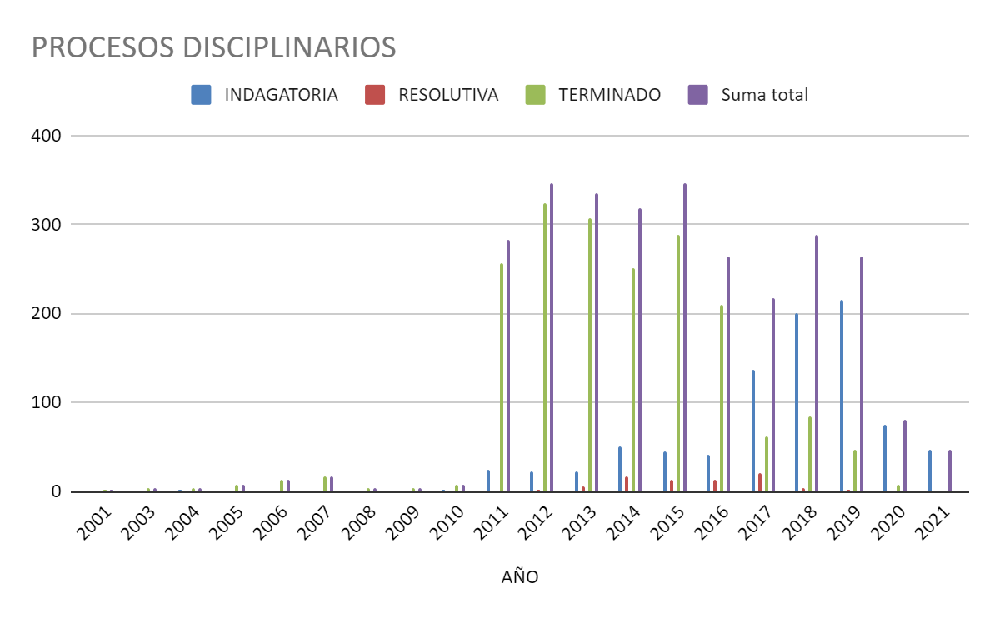 PROCESOS DISCIPLINARIOS
INDAGATORIA RESOLUTIVA TERMINADO Suma total
400
300
200
100
0
2001 2003 2004 2005 2006 2007 2008 2009 2010 2011 2012 2013 2014 2015 2016 2017 2018 2019 2020 2021
AÑO